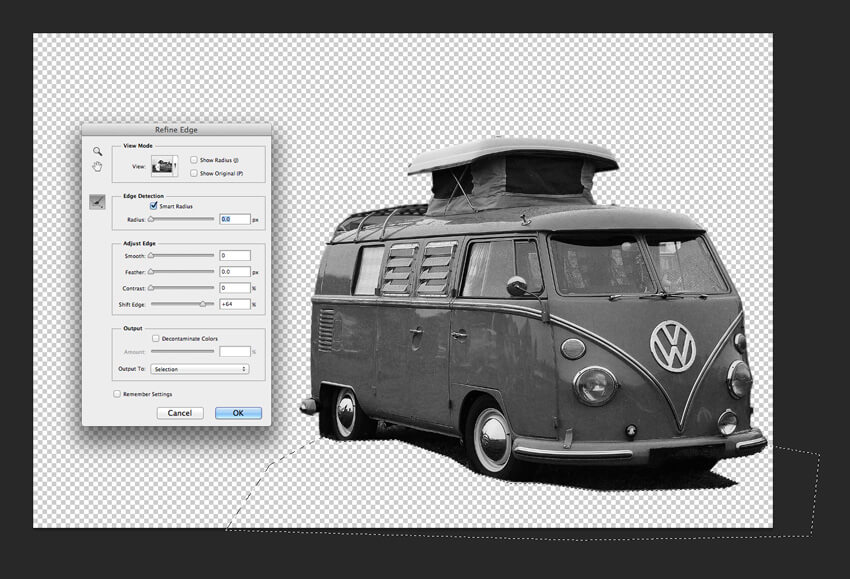 Refine Edge
View Mode
View:
Show Radius (J)
Show Original (P)
Edge Detection
Smart Radius
Radius: 0.0 px
Adjust Edge
Smooth: 0
Feather: 0.0 px
Contrast: 0 %
Shift Edge: +64 %
Output
Decontaminate Colors
Amount: %
Output To: Selection
Remember Settings
Cancel OK
VW